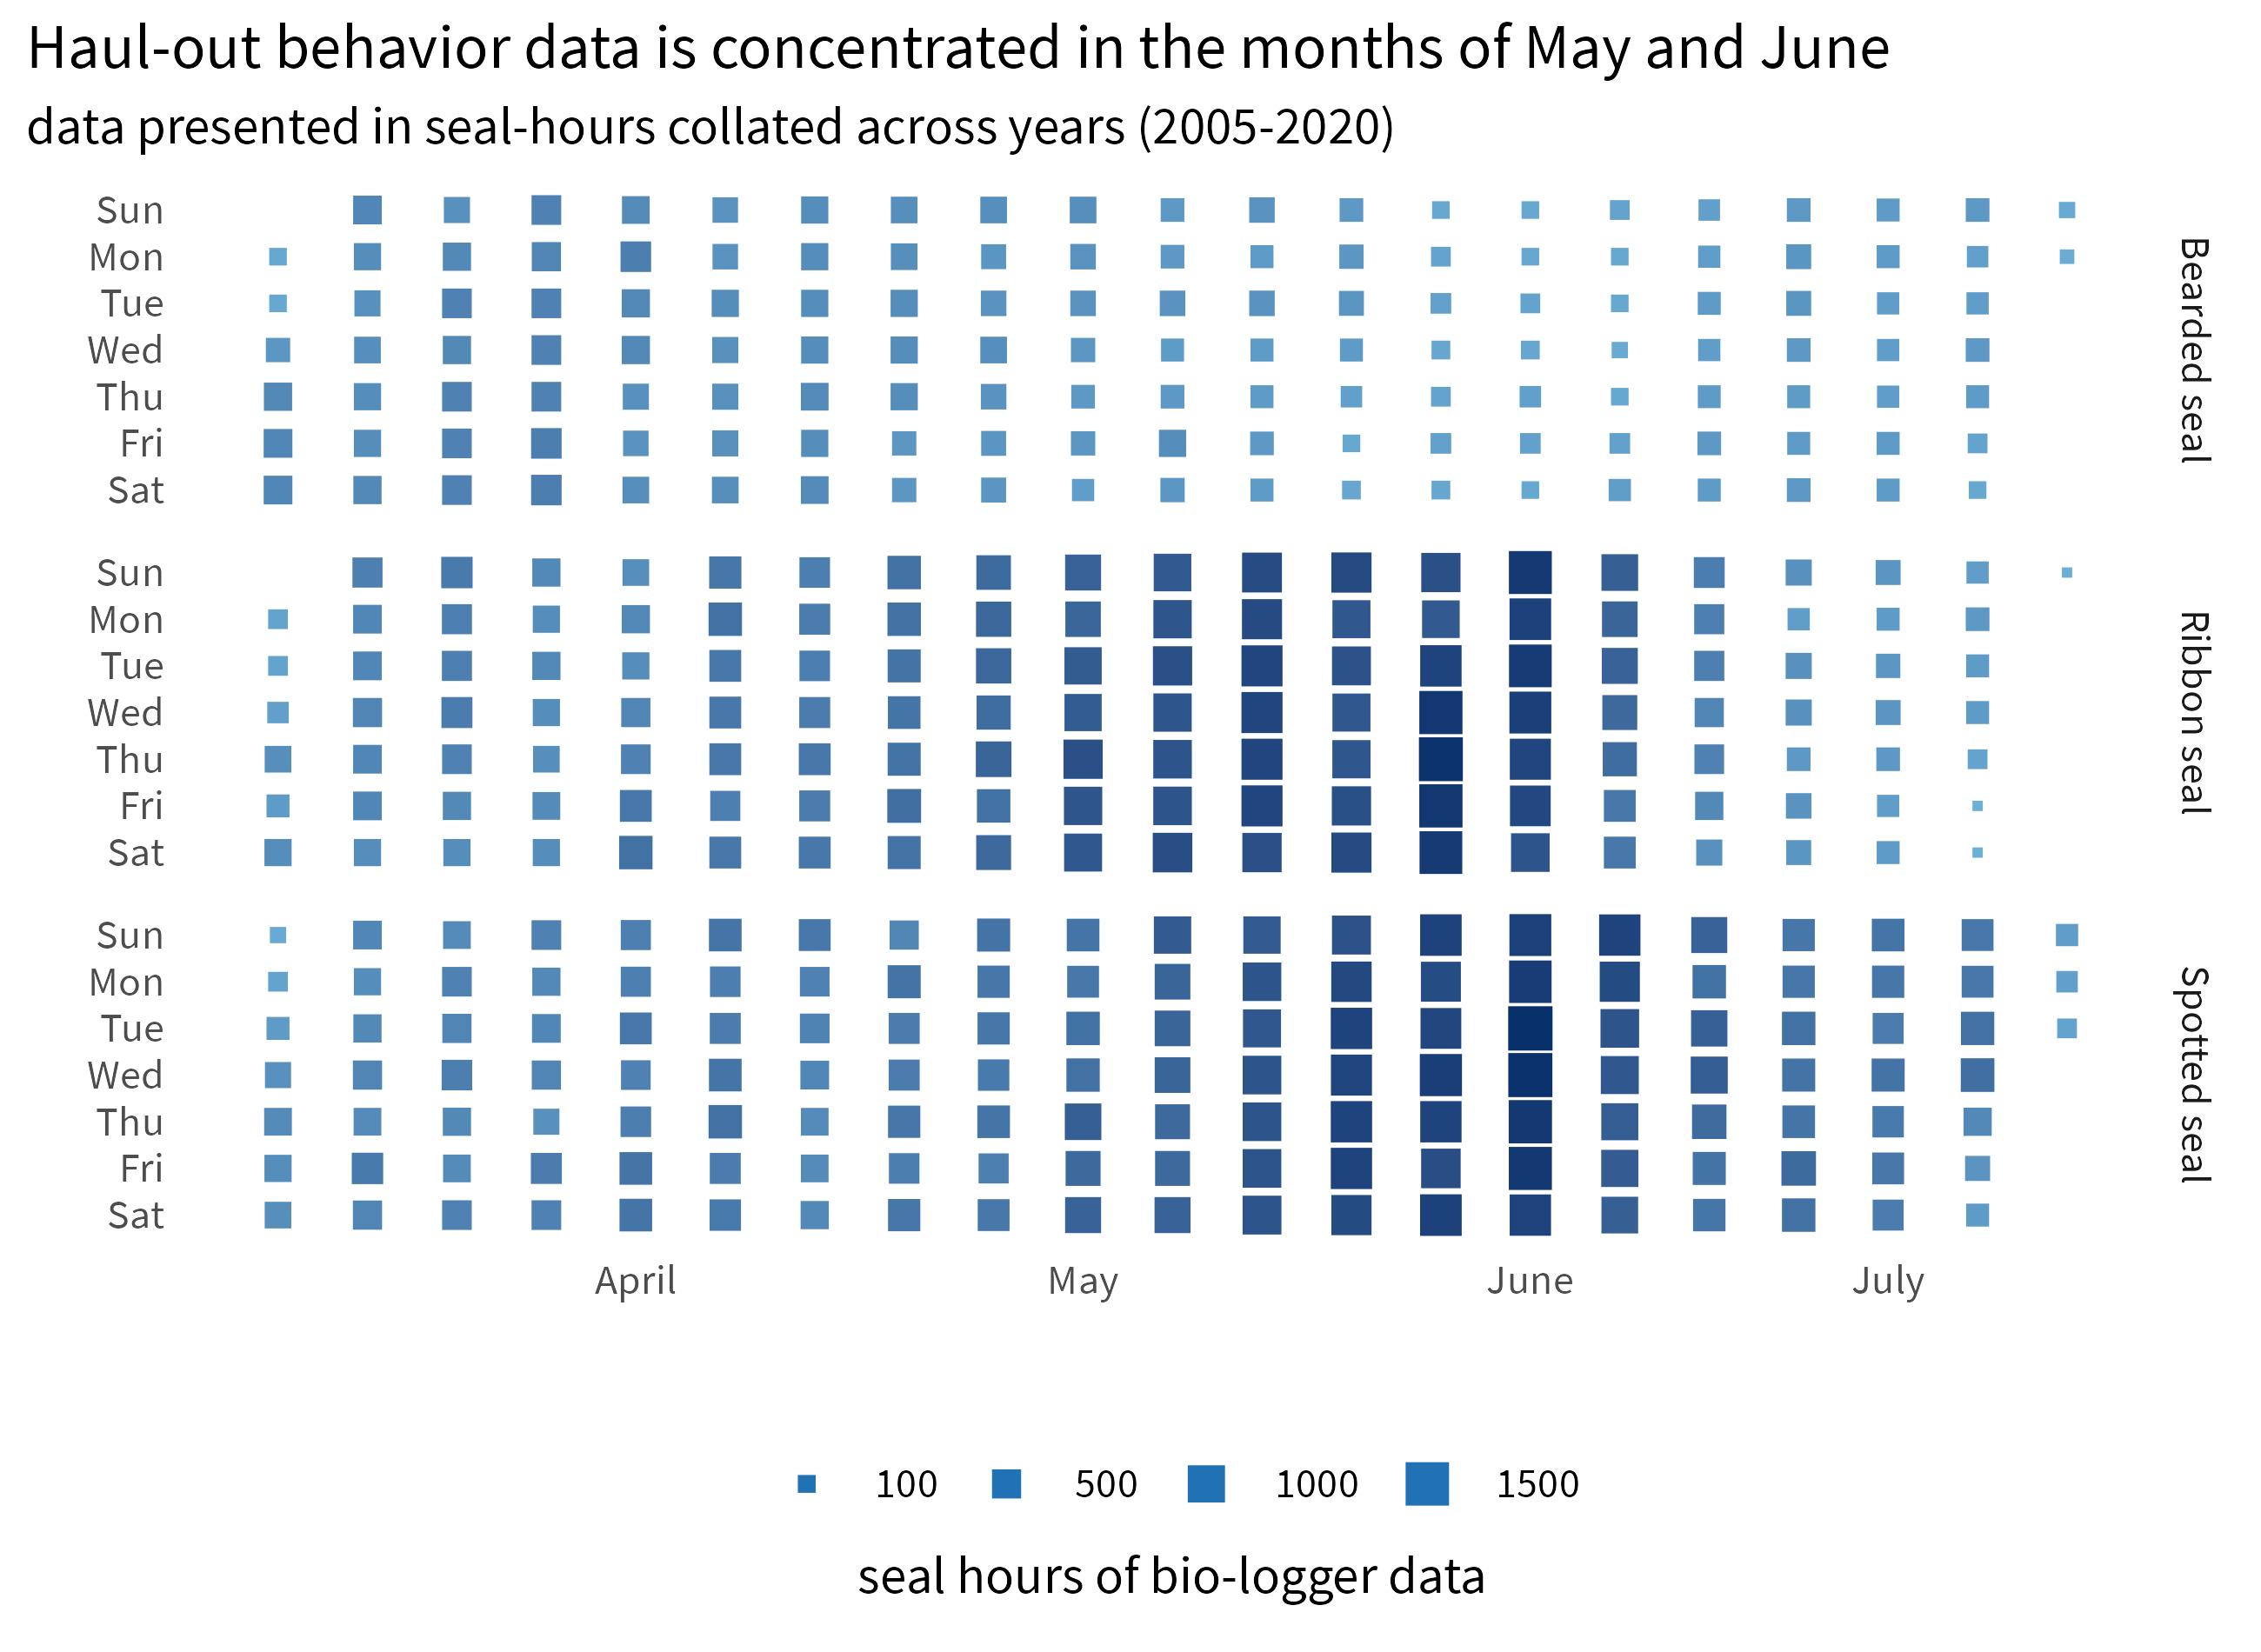 Haul-out behavior data is concentrated in the months of May and June
data presented in seal-hours collated across years (2005-2020)
Sun
Mon
Tue
Wed
Thu
Fri
Sat
Bearded seal
Sun
Mon
Tue
Wed
Thu
Fri
Sat
Ribbon seal
Sun
Mon
Tue
Wed
Thu
Fri
Sat
Spotted seal
April May June July
100 500 1000 1500
seal hours of bio-logger data